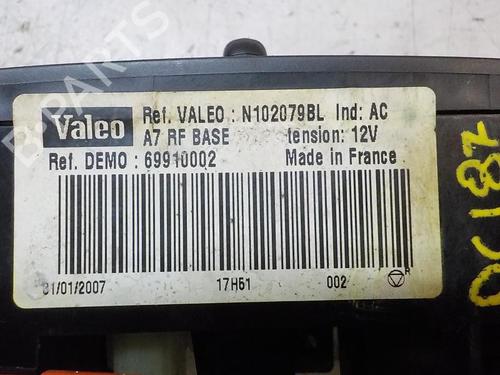 Valeo
Ref. VALEO : N102079BL Ind: AC
A7 RF BASE tension: 12V
Ref. DEMO : 69910002 Made in France
31/01/2007 17H51 002 R
B-PARTS